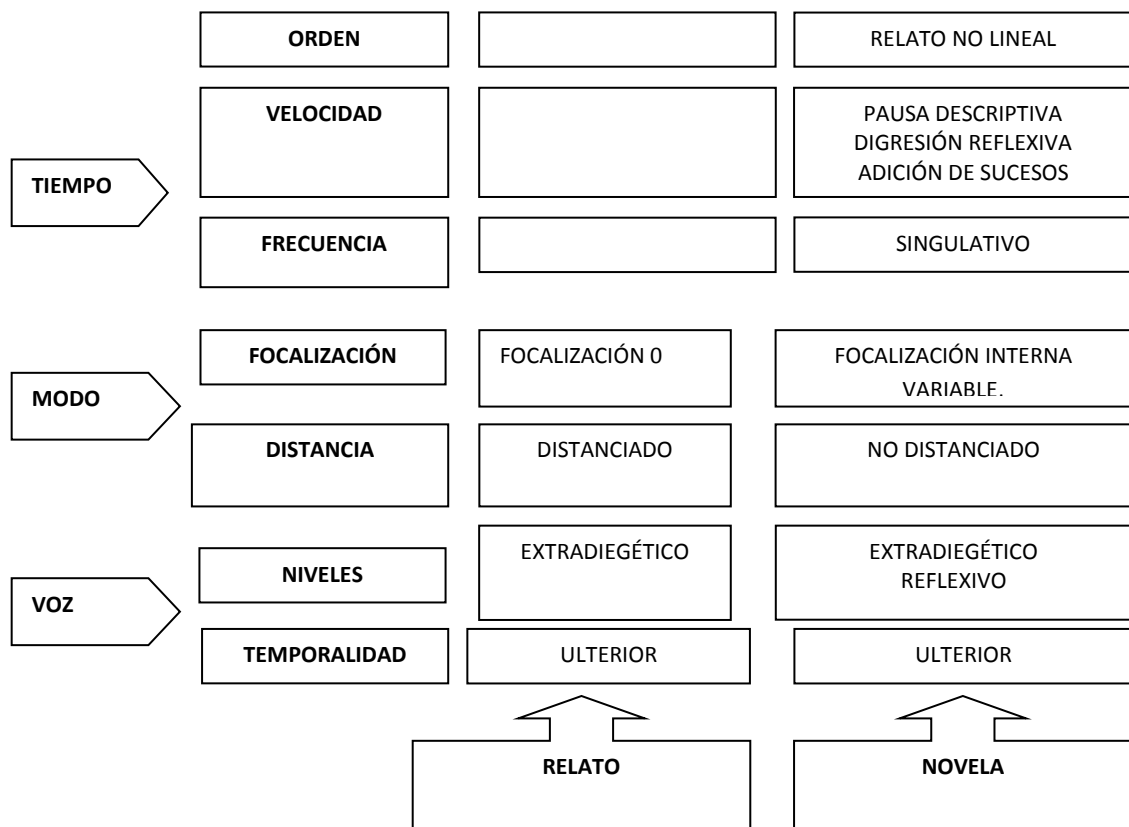 ORDEN
RELATO NO LINEAL
TIEMPO
VELOCIDAD
PAUSA DESCRIPTIVA
DIGRESIÓN REFLEXIVA
ADICIÓN DE SUCESOS
FRECUENCIA
SINGULATIVO
MODO
FOCALIZACIÓN
FOCALIZACIÓN 0
FOCALIZACIÓN INTERNA
VARIABLE.
DISTANCIA
DISTANCIADO
NO DISTANCIADO
VOZ
NIVELES
EXTRADIEGÉTICO
EXTRADIEGÉTICO
REFLEXIVO
TEMPORALIDAD
ULTERIOR
ULTERIOR
RELATO
NOVELA